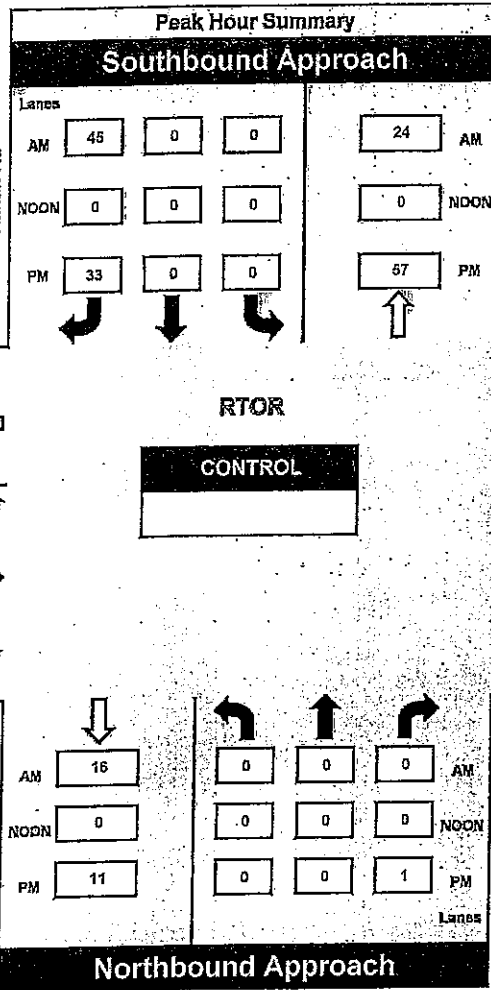 Peak Hour Summary
Southbound Approach
Lanes
AM 45 0 0 24 AM
NOON 0 0 0 0 NOON
PM 33 0 0 57 PM
RTOR
CONTROL
AM 16 0 0 0 AM
NOON 0 0 0 0 NOON
PM 11 0 0 1 PM
Lanes
Northbound Approach